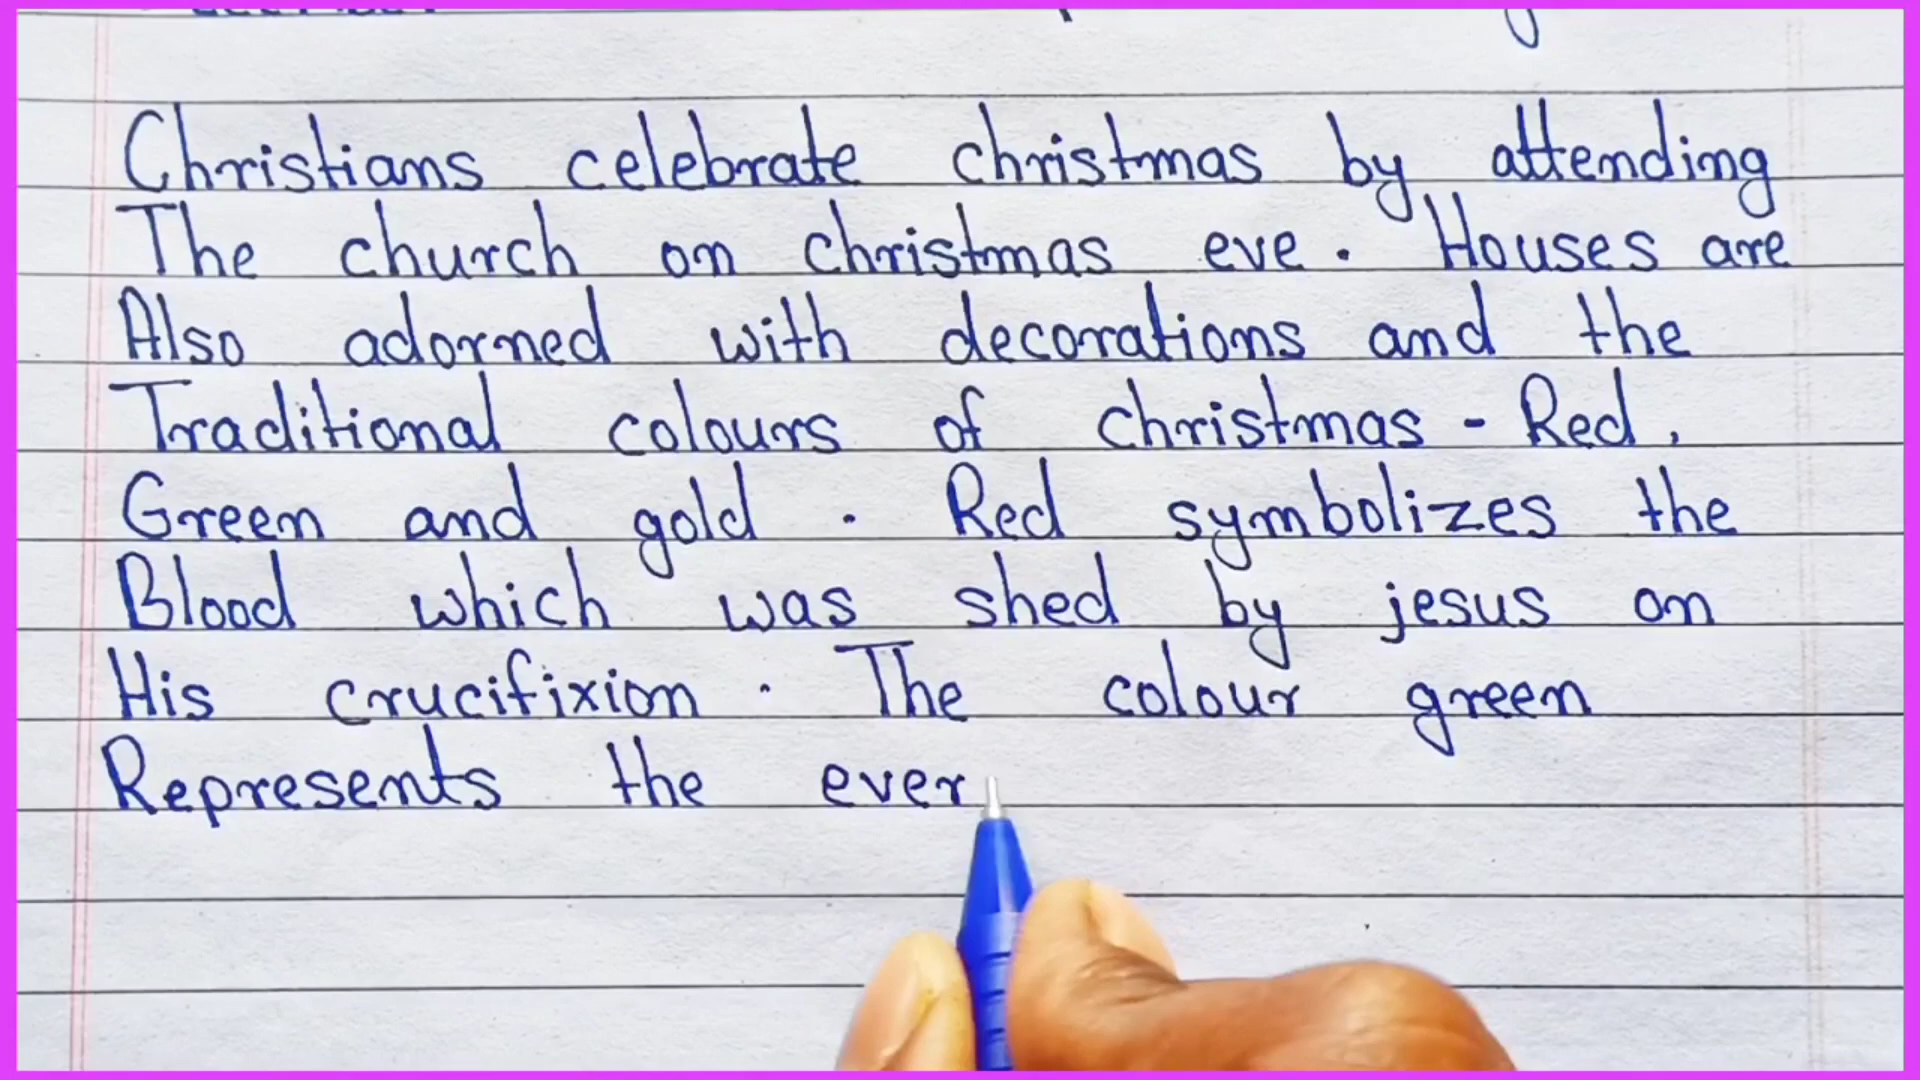 Christians celebrate christmas by attending
The church on christmas eve. Houses are
Also adorned with decorations and the
Traditional colours of christmas - Red,
Green and gold. Red symbolizes the
Blood which was shed by jesus on
His crucifixion. The colour green
Represents the ever